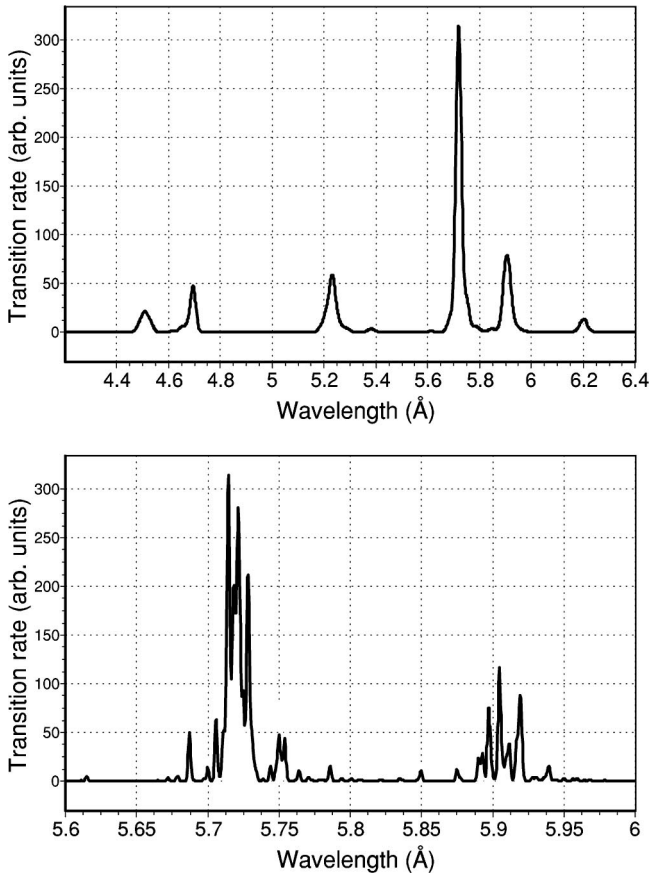 Transition rate (arb. units)
300
250
200
150
100
50
0
4.4 4.6 4.8 5 5.2 5.4 5.6 5.8 6 6.2 6.4
Wavelength (Å)
Transition rate (arb. units)
300
250
200
150
100
50
0
5.6 5.65 5.7 5.75 5.8 5.85 5.9 5.95 6
Wavelength (Å)